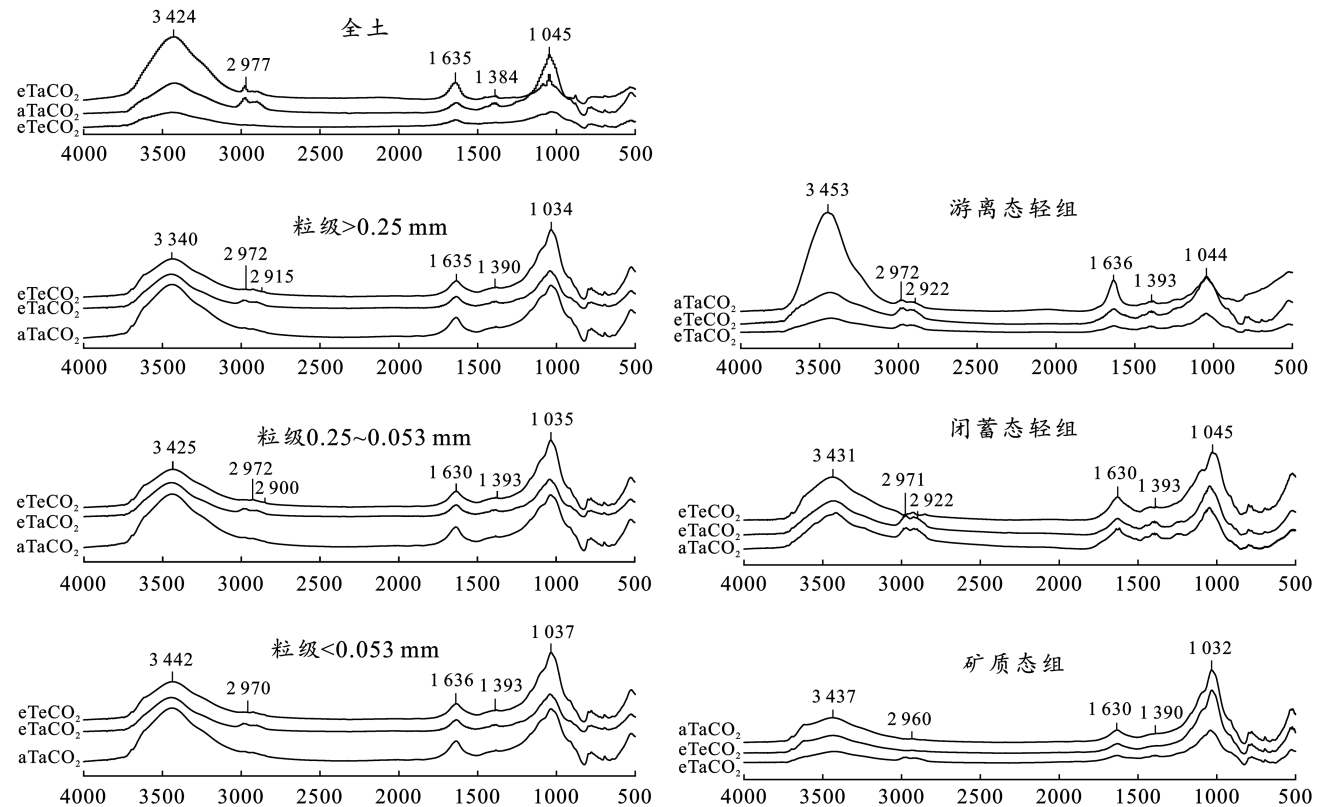 全土
3 424
2 977
1 635
1 384
1 045
eTaCO₂
aTaCO₂
eTeCO₂
4000 3500 3000 2500 2000 1500 1000 500
粒级>0.25 mm
3 340
2 972
2 915
1 635
1 390
1 034
eTeCO₂
eTaCO₂
aTaCO₂
4000 3500 3000 2500 2000 1500 1000 500
粒级0.25~0.053 mm
3 425
2 972
2 900
1 630
1 393
1 035
eTeCO₂
eTaCO₂
aTaCO₂
4000 3500 3000 2500 2000 1500 1000 500
粒级<0.053 mm
3 442
2 970
1 636
1 393
1 037
eTeCO₂
eTaCO₂
aTaCO₂
4000 3500 3000 2500 2000 1500 1000 500
游离态轻组
3 453
2 972
2 922
1 636
1 393
1 044
aTaCO₂
eTeCO₂
eTaCO₂
4000 3500 3000 2500 2000 1500 1000 500
闭蓄态轻组
3 431
2 971
2 922
1 630
1 393
1 045
eTeCO₂
eTaCO₂
aTaCO₂
4000 3500 3000 2500 2000 1500 1000 500
矿质态组
3 437
2 960
1 630
1 390
1 032
aTaCO₂
eTeCO₂
eTaCO₂
4000 3500 3000 2500 2000 1500 1000 500